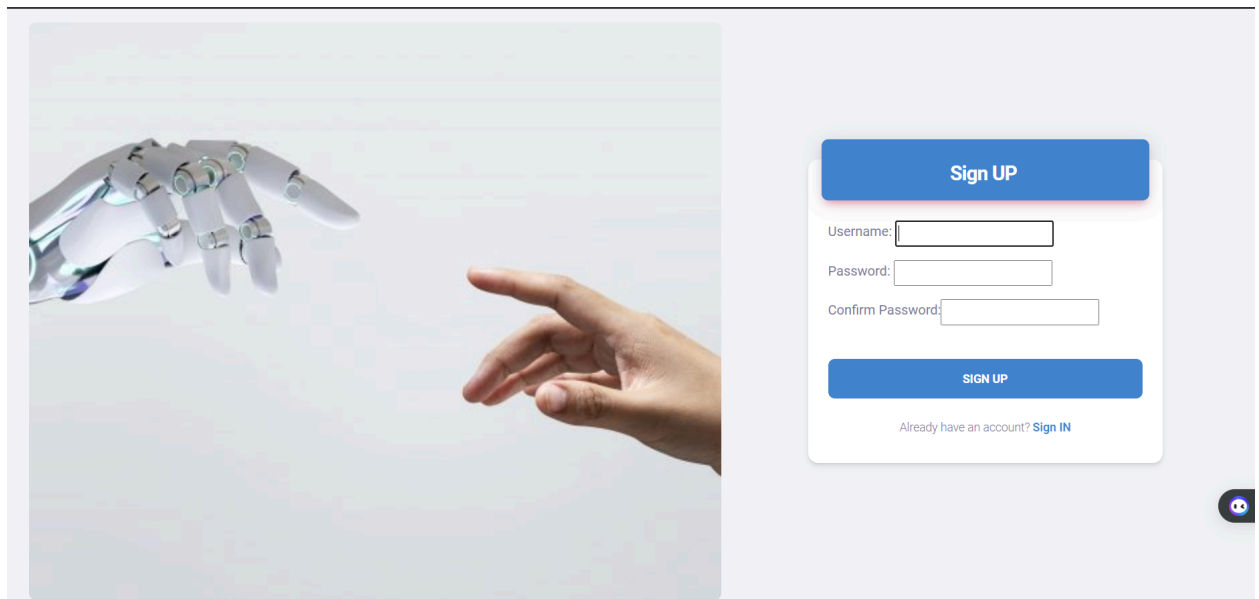 Sign UP
Username:
Password:
Confirm Password:
SIGN UP
Already have an account? Sign IN